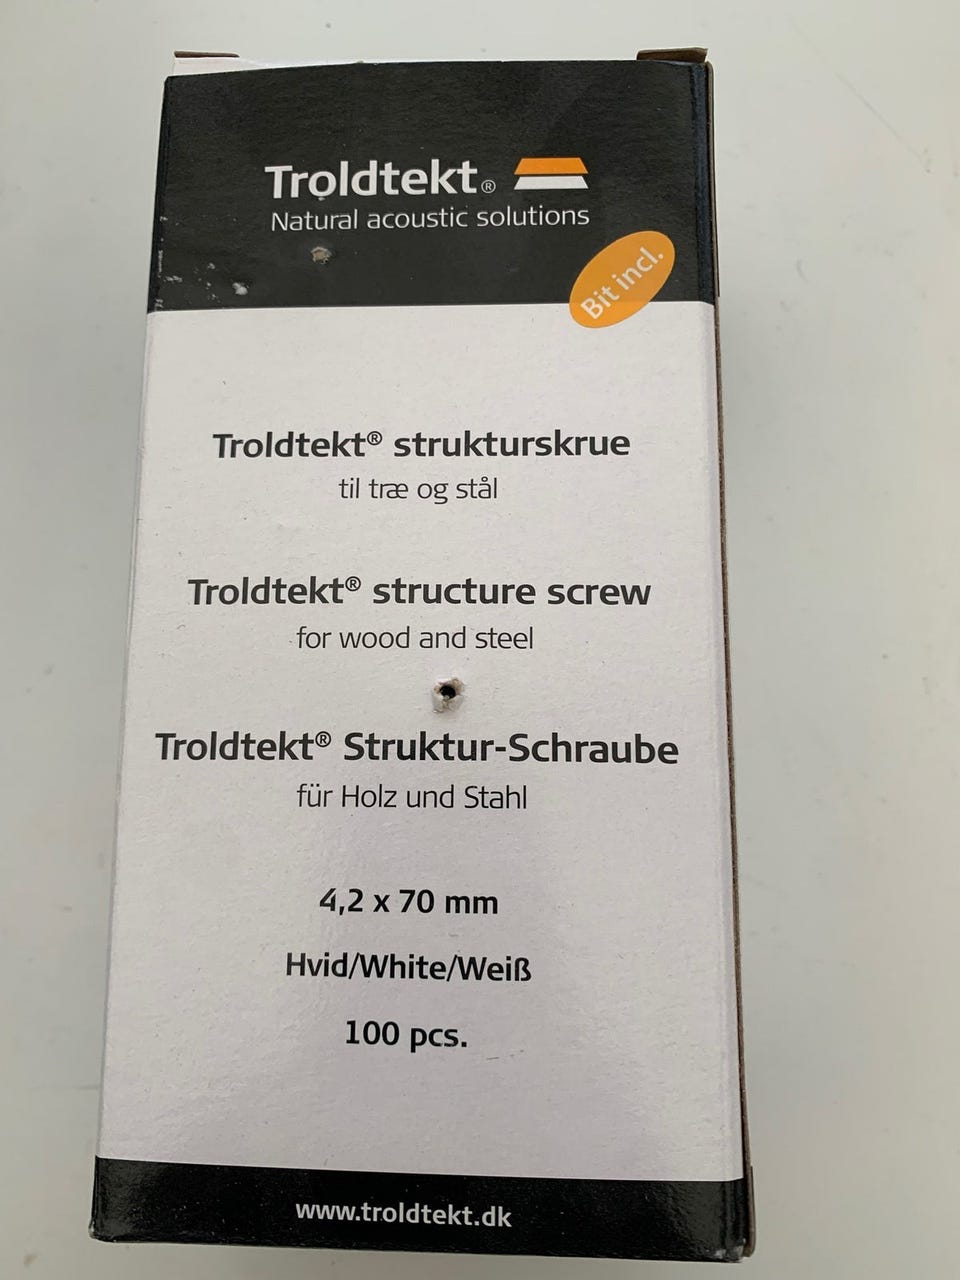 Troldtekt®
Natural acoustic solutions
Bit incl.
Troldtekt® strukturskrue
til træ og stål
Troldtekt® structure screw
for wood and steel
Troldtekt® Struktur-Schraube
für Holz und Stahl
4,2 x 70 mm
Hvid/White/Weiß
100 pcs.
www.troldtekt.dk